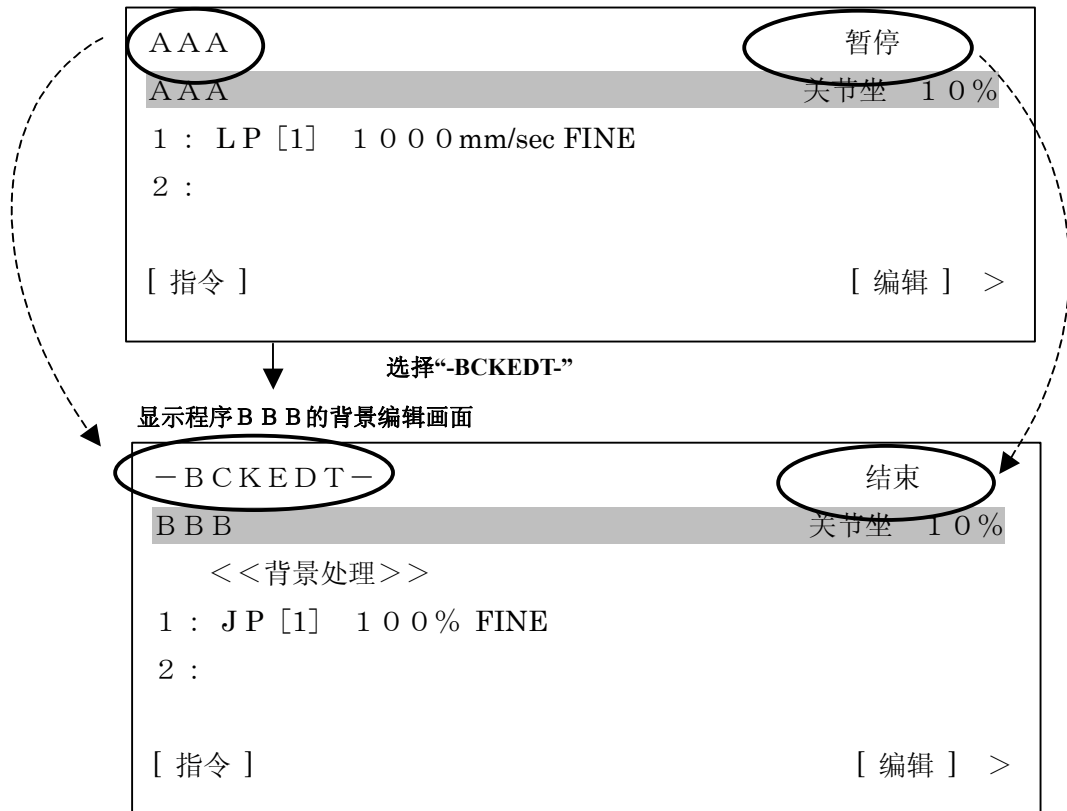 ＡＡＡ 暂停
ＡＡＡ 关节坐 １０％
１： ＬＰ［1］ １０００mm/sec FINE
２：
[ 指令 ] [ 编辑 ] ＞
选择“-BCKEDT-”
显示程序ＢＢＢ的背景编辑画面
－ＢＣＫＥＤＴ－ 结束
ＢＢＢ 关节坐 １０％
＜＜背景处理＞＞
１： ＪＰ［1］ １００％ FINE
２：
[ 指令 ] [ 编辑 ] ＞